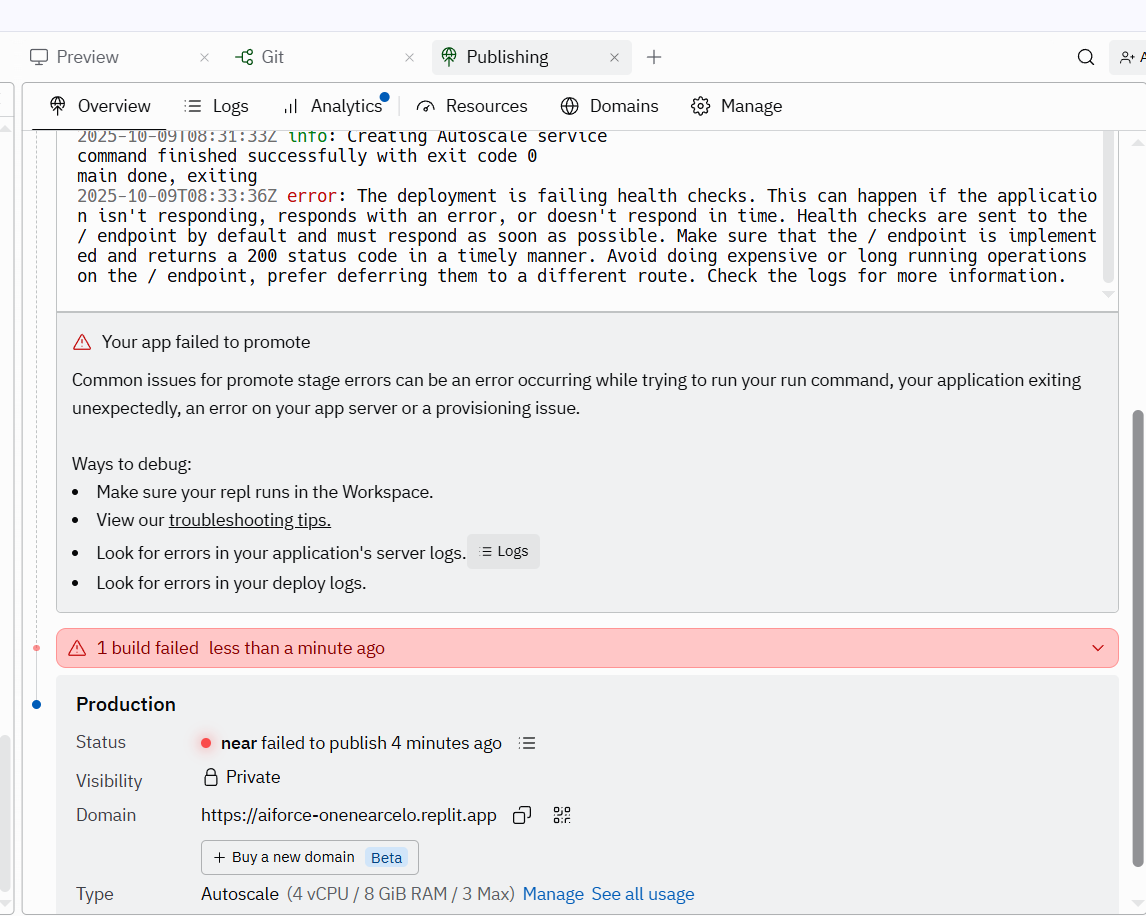 Preview
Git
Publishing
A
Overview
Logs
Analytics
Resources
Domains
Manage
2025-10-09T08:31:33Z info: Creating Autoscale service
command finished successfully with exit code 0
main done, exiting
2025-10-09T08:33:36Z error: The deployment is failing health checks. This can happen if the applicatio
n isn't responding, responds with an error, or doesn't respond in time. Health checks are sent to the
/ endpoint by default and must respond as soon as possible. Make sure that the / endpoint is implement
ed and returns a 200 status code in a timely manner. Avoid doing expensive or long running operations
on the / endpoint, prefer deferring them to a different route. Check the logs for more information.
Your app failed to promote
Common issues for promote stage errors can be an error occurring while trying to run your run command, your application exiting
unexpectedly, an error on your app server or a provisioning issue.
Ways to debug:
• Make sure your repl runs in the Workspace.
• View our troubleshooting tips.
• Look for errors in your application's server logs. Logs
• Look for errors in your deploy logs.
1 build failed less than a minute ago
Production
Status near failed to publish 4 minutes ago
Visibility Private
Domain https://aiforce-onenearcelo.replit.app
+ Buy a new domain Beta
Type Autoscale (4 vCPU / 8 GiB RAM / 3 Max) Manage See all usage